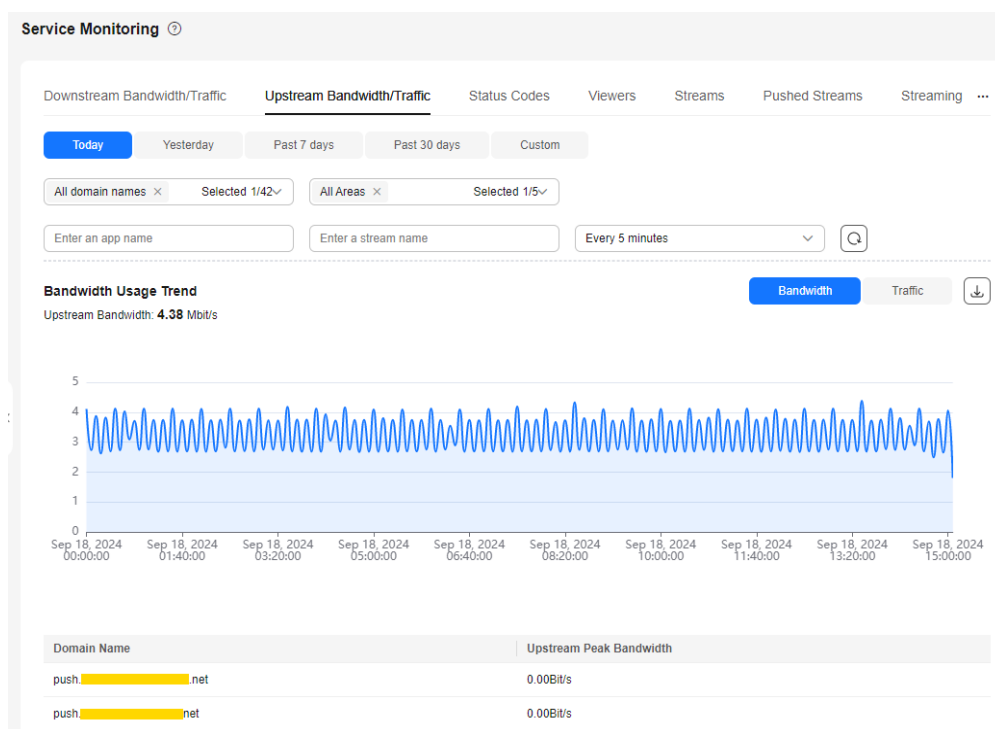 Service Monitoring ?
Downstream Bandwidth/Traffic Upstream Bandwidth/Traffic Status Codes Viewers Streams Pushed Streams Streaming ...
Today Yesterday Past 7 days Past 30 days Custom
All domain names × Selected 1/42 All Areas × Selected 1/5
Enter an app name Enter a stream name Every 5 minutes
Bandwidth Usage Trend Bandwidth Traffic
Upstream Bandwidth: 4.38 Mbit/s
5
4
3
2
1
0
Sep 18, 2024 Sep 18, 2024 Sep 18, 2024 Sep 18, 2024 Sep 18, 2024 Sep 18, 2024 Sep 18, 2024 Sep 18, 2024 Sep 18, 2024 Sep 18, 2024
00:00:00 01:40:00 03:20:00 05:00:00 06:40:00 08:20:00 10:00:00 11:40:00 13:20:00 15:00:00
Domain Name Upstream Peak Bandwidth
push. .net 0.00Bit/s
push. net 0.00Bit/s